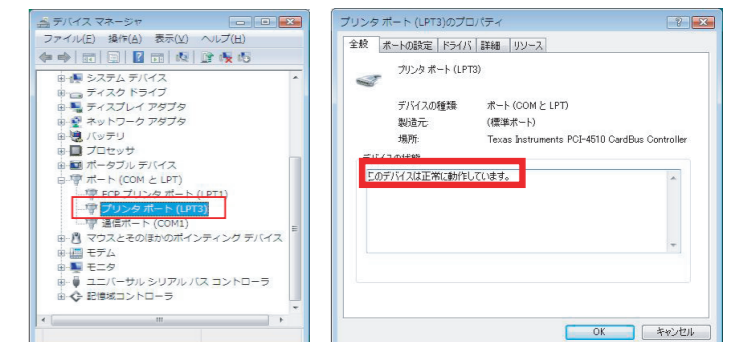 デバイス マネージャ
ファイル(F) 操作(A) 表示(V) ヘルプ(H)
システム デバイス
ディスク ドライブ
ディスプレイ アダプタ
ネットワーク アダプタ
バッテリ
プロセッサ
ポータブル デバイス
ポート (COM と LPT)
ECP プリンタ ポート (LPT1)
プリンタ ポート (LPT3)
通信ポート (COM1)
マウスとそのほかのポインティング デバイス
モデム
モニタ
ユニバーサル シリアル バス コントローラ
記憶域コントローラ
プリンタ ポート (LPT3)のプロパティ
全般 ポートの設定 ドライバ 詳細 リソース
プリンタ ポート (LPT3)
デバイスの種類: ポート (COM と LPT)
製造元: (標準ポート)
場所: Texas Instruments PCI-4510 CardBus Controller
デバイスの状態
このデバイスは正常に動作しています。
OK キャンセル